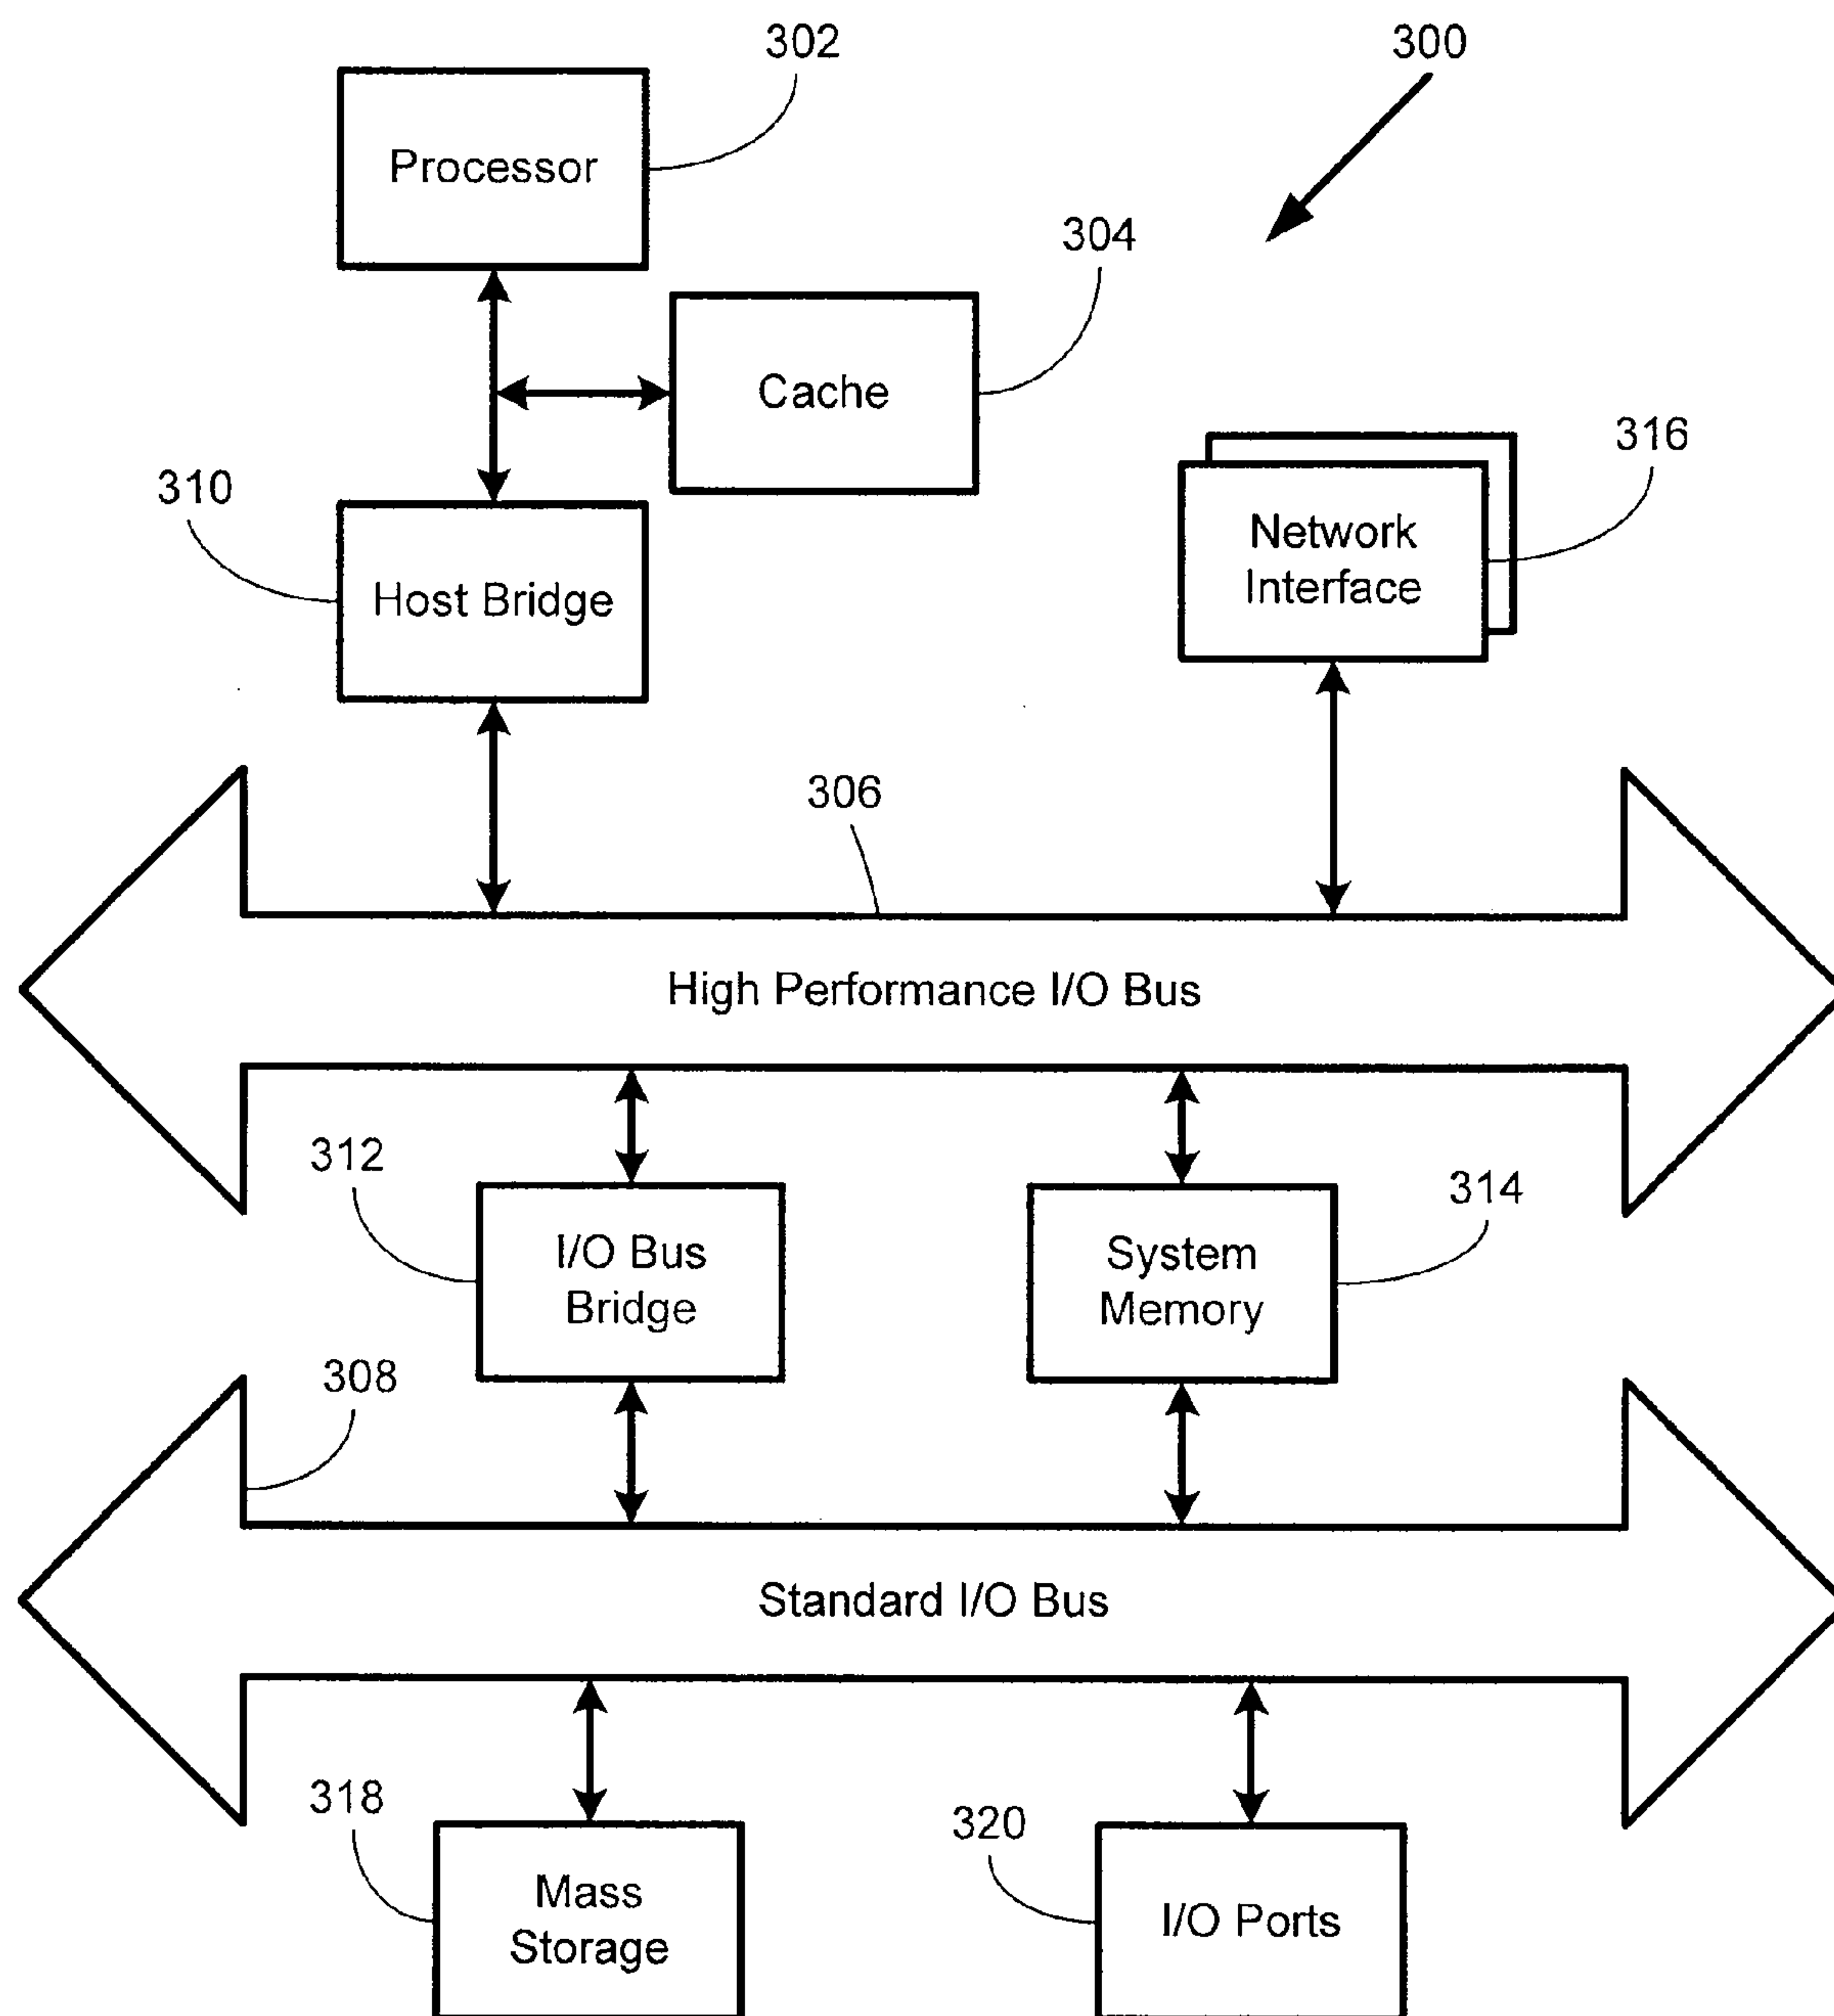 302
300
Processor
304
Cache
316
310
Network
Interface
Host Bridge
306
High Performance I/O Bus
312
314
I/O Bus
Bridge
System
Memory
308
Standard I/O Bus
318
320
Mass
Storage
I/O Ports